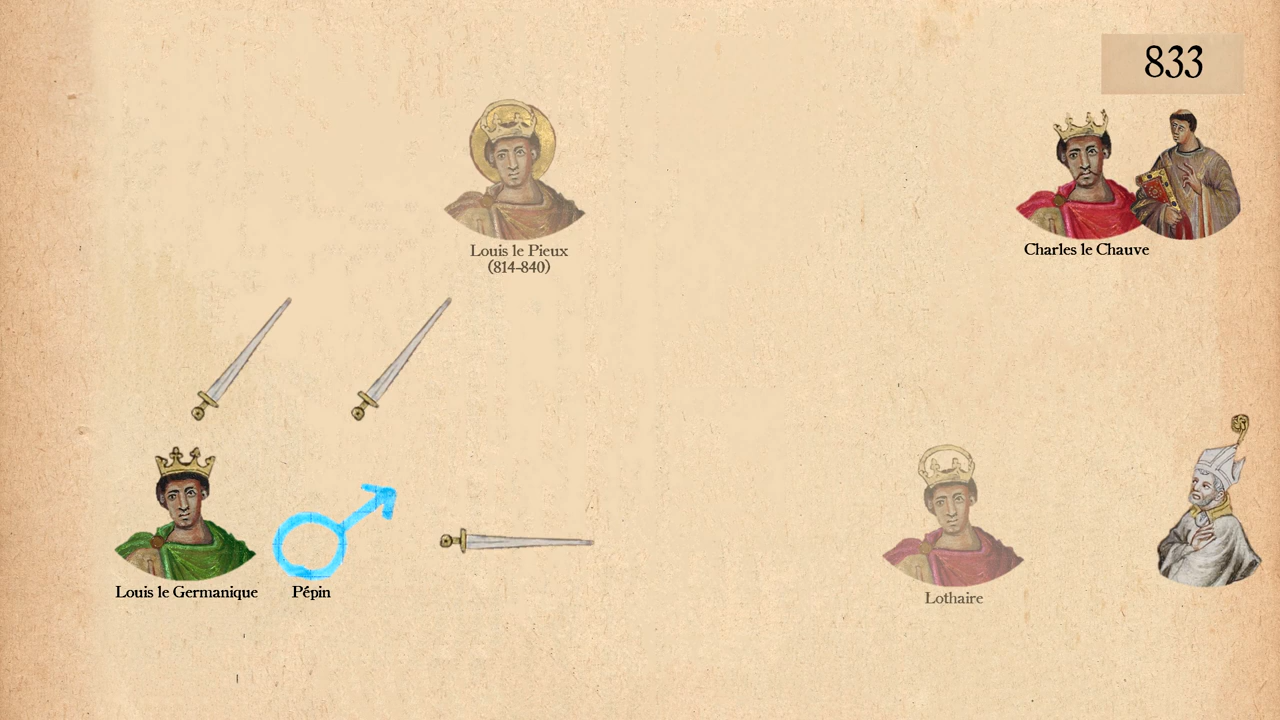 833
Louis le Pieux
(814-840)
Charles le Chauve
Louis le Germanique
Pépin
Lothaire